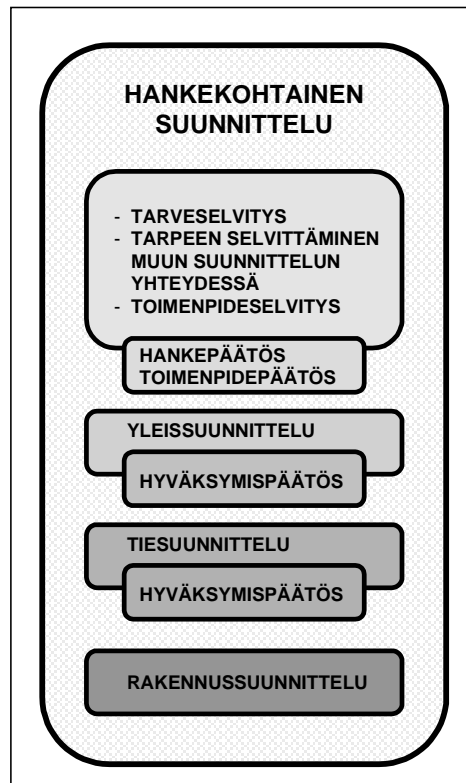 HANKEKOHTAINEN
SUUNNITTELU
- TARVESELVITYS
- TARPEEN SELVITTÄMINEN
MUUN SUUNNITTELUN
YHTEYDESSÄ
- TOIMENPIDESELVITYS
HANKEPÄÄTÖS
TOIMENPIDEPÄÄTÖS
YLEISSUUNNITTELU
HYVÄKSYMISPÄÄTÖS
TIESUUNNITTELU
HYVÄKSYMISPÄÄTÖS
RAKENNUSSUUNNITTELU